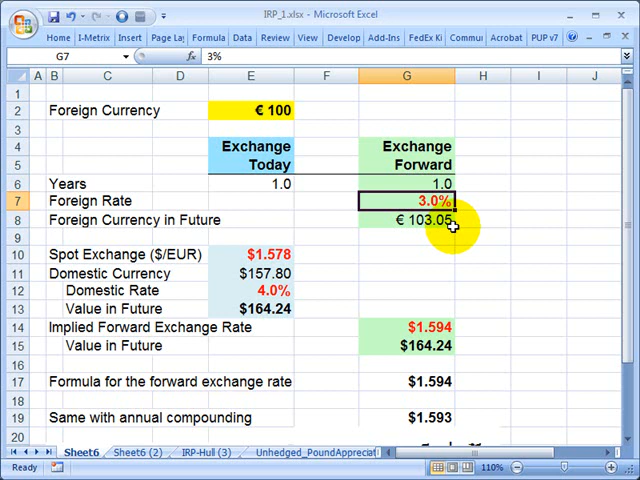 IRP_1.xlsx - Microsoft Excel
Home I-Metrix Insert Page La Formula Data Review View Develop Add-Ins FedEx Ki Commu Acrobat PUP v7
G7 3%
A B C D E F G H I J
1
2 Foreign Currency € 100
3
4 Exchange Exchange
5 Today Forward
6 Years 1.0 1.0
7 Foreign Rate 3.0%
8 Foreign Currency in Future € 103.05
9
10 Spot Exchange ($/EUR) $1.578
11 Domestic Currency $157.80
12 Domestic Rate 4.0%
13 Value in Future $164.24
14 Implied Forward Exchange Rate $1.594
15 Value in Future $164.24
16
17 Formula for the forward exchange rate $1.594
18
19 Same with annual compounding $1.593
20
Sheet6 Sheet6 (2) IRP-Hull (3) Unhedged_PoundAppreciat
Ready 110%